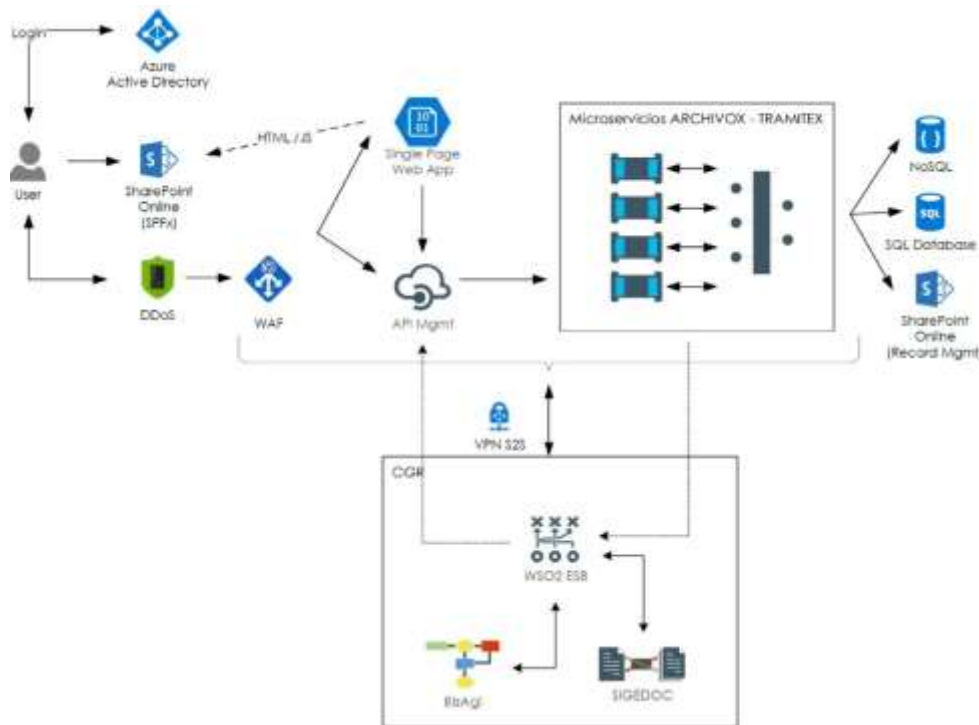 Login
Azure
Active Directory
HTML / JS
Single Page
Web App
Microservicios ARCHIVOX - TRAMITEX
NoSQL
User
SharePoint
Online
(SPFx)
SQL
SQL Database
DDoS
WAF
API Mgmt
SharePoint
Online
(Record Mgmt)
VPN S2S
CGR
WSO2 ESB
SIGEDOC